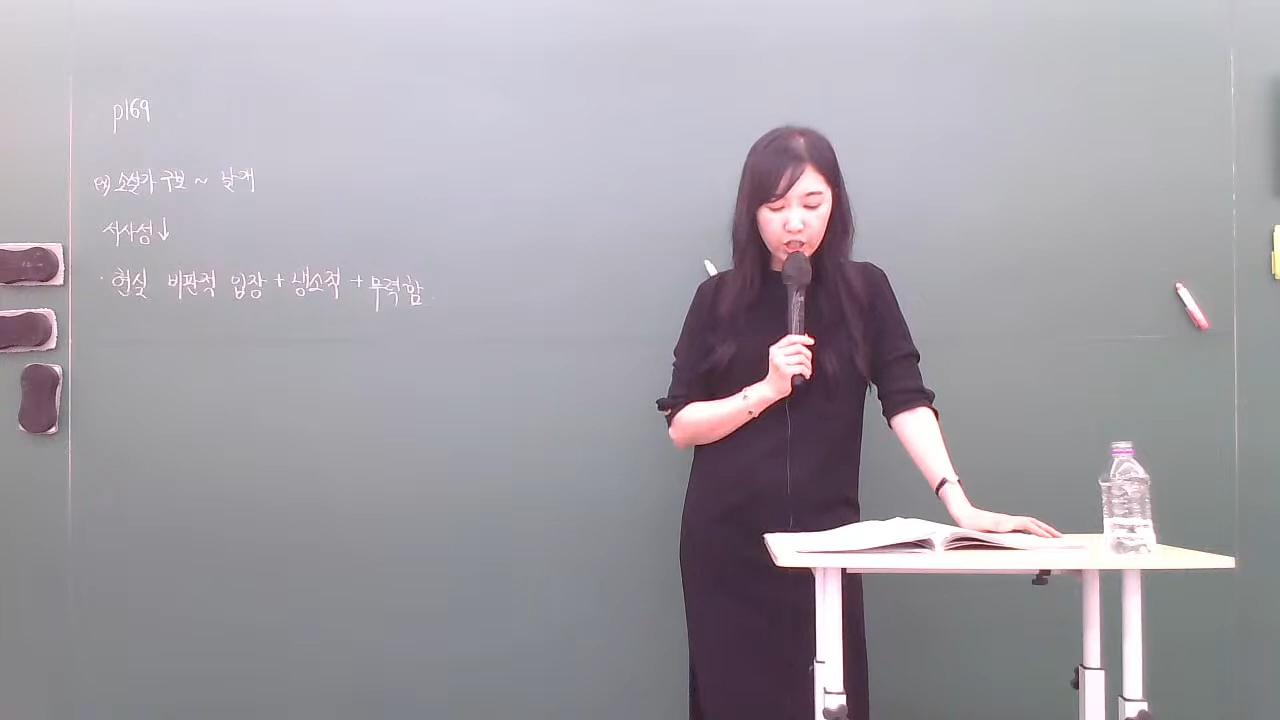 p169
ex) 소설가 구보 ~ 날개
서사성↓
· 현실 비판적 입장 + 냉소적 + 무력함